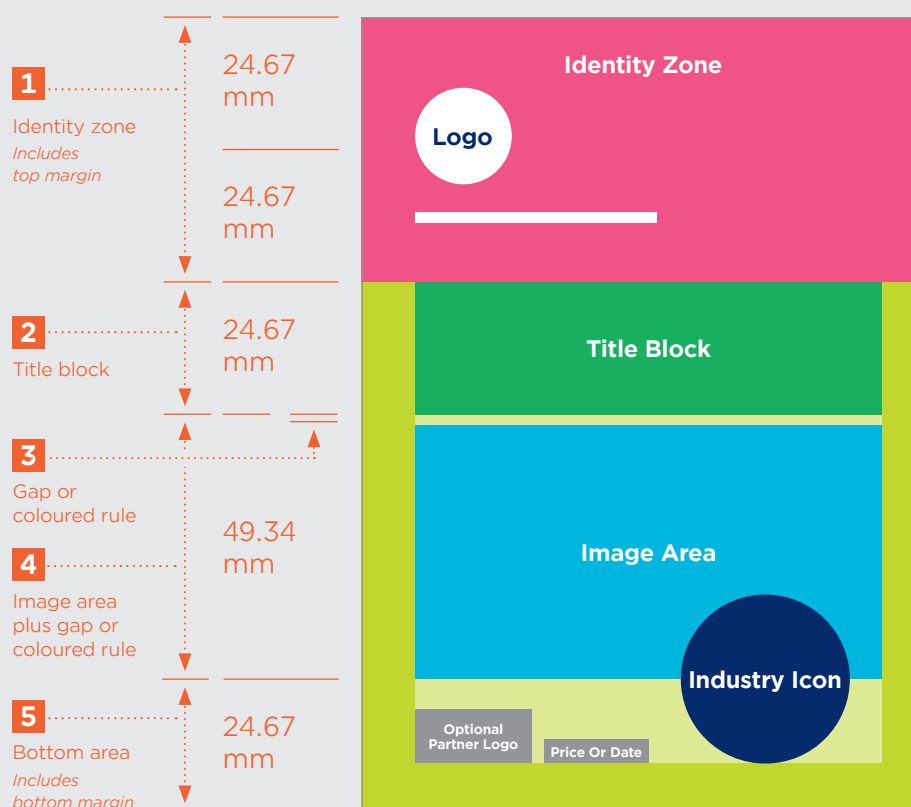 1
Identity zone
Includes
top margin
24.67
mm
24.67
mm
2
Title block
24.67
mm
3
Gap or
coloured rule
4
Image area
plus gap or
coloured rule
49.34
mm
5
Bottom area
Includes
bottom margin
24.67
mm
Identity Zone
Logo
Title Block
Image Area
Industry Icon
Optional
Partner Logo
Price Or Date